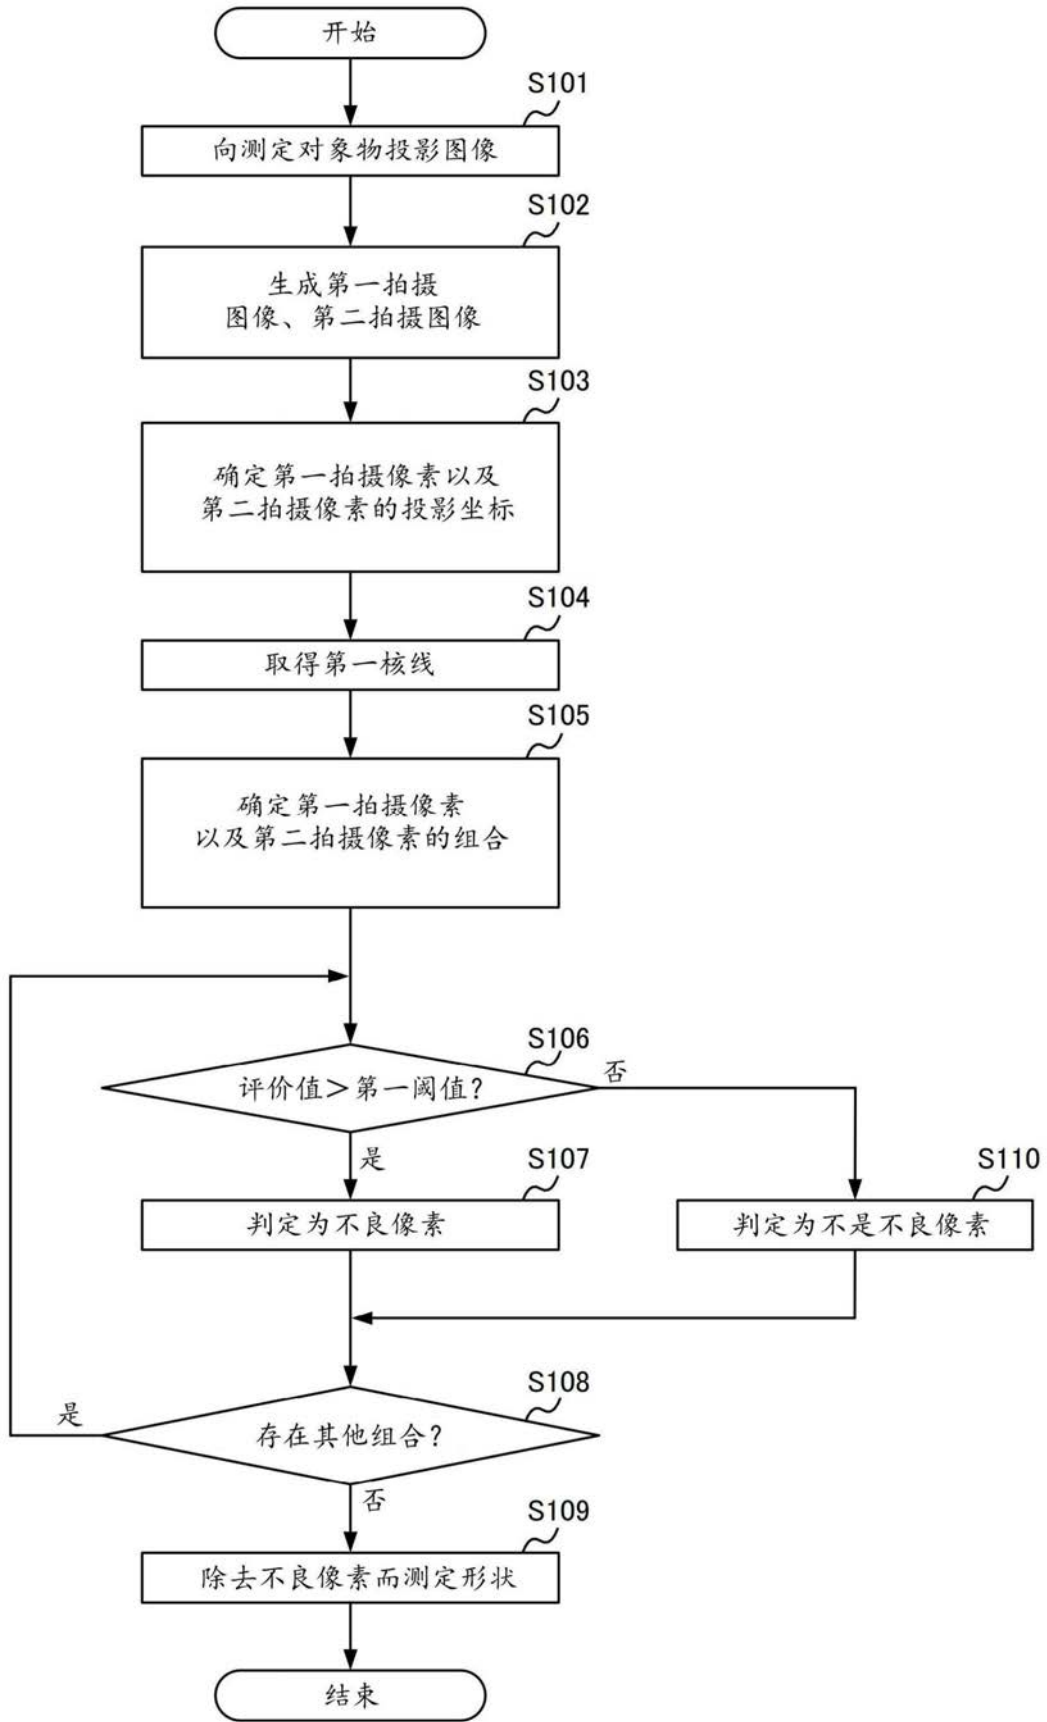 开始
S101
向测定对象物投影图像
S102
生成第一拍摄
图像、第二拍摄图像
S103
确定第一拍摄像素以及
第二拍摄像素的投影坐标
S104
取得第一核线
S105
确定第一拍摄像素
以及第二拍摄像素的组合
S106
评价值＞第一阈值?
否
是
S107
判定为不良像素
S110
判定为不是不良像素
S108
存在其他组合?
是
否
S109
除去不良像素而测定形状
结束